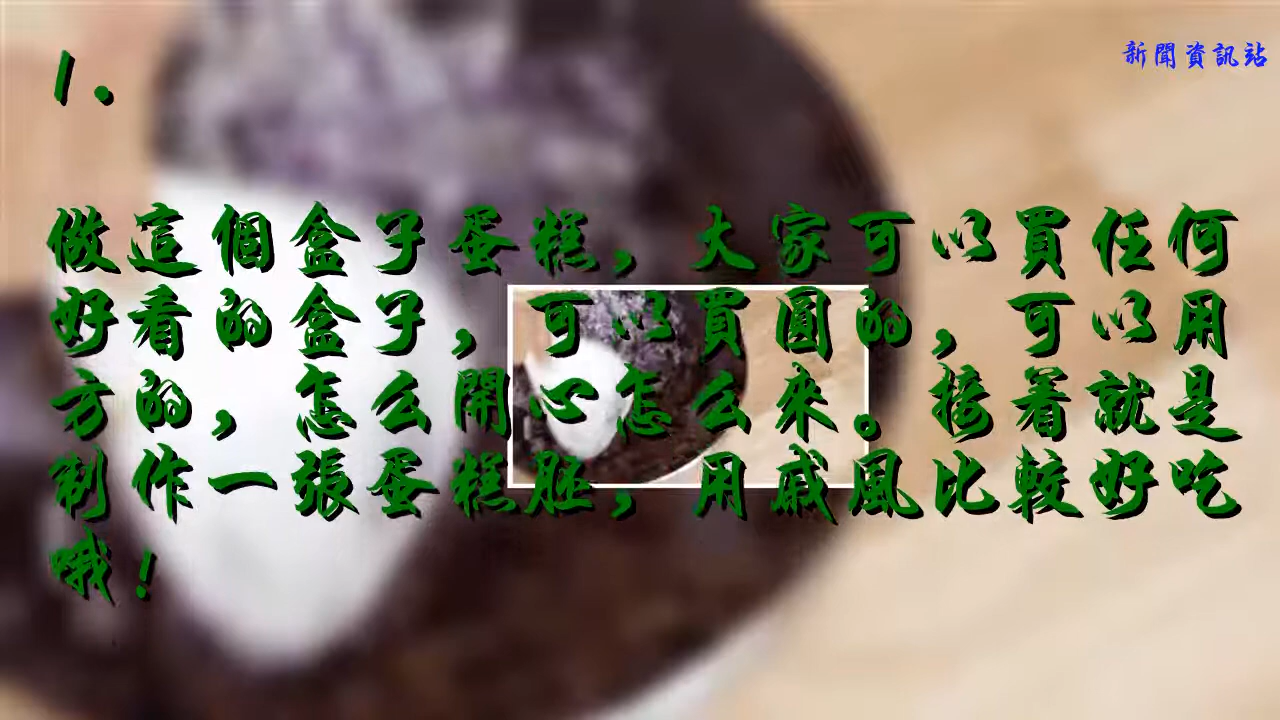 1.
新聞資訊站
做這個盒子蛋糕，大家可以買任何
好看的盒子，可以買圓的，可以用
方的，怎么開心怎么來。接着就是
制作一張蛋糕胚，用戚風比較好吃
哦！